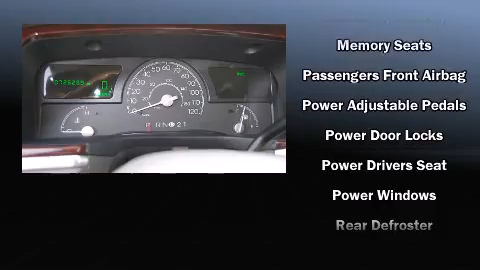 Memory Seats
Passengers Front Airbag
Power Adjustable Pedals
Power Door Locks
Power Drivers Seat
Power Windows
Rear Defroster